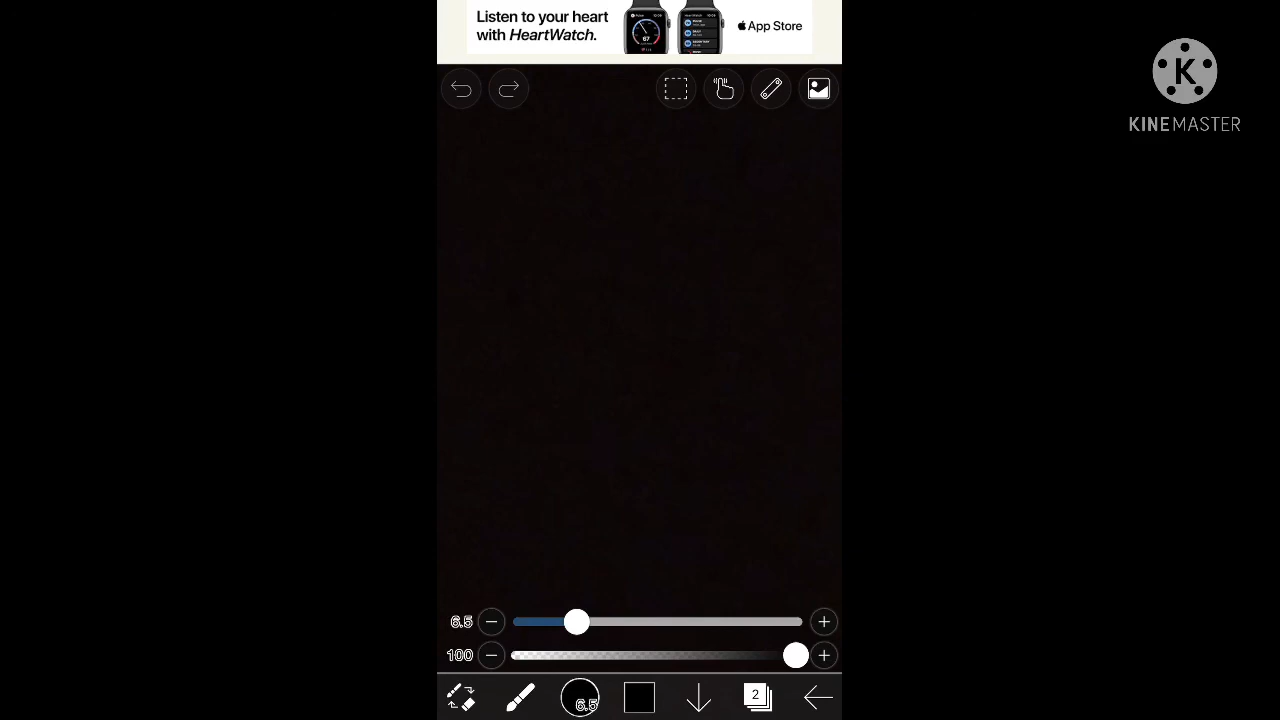 Listen to your heart
with HeartWatch.
App Store
K
KINEMASTER
6.5
100
6.5
2